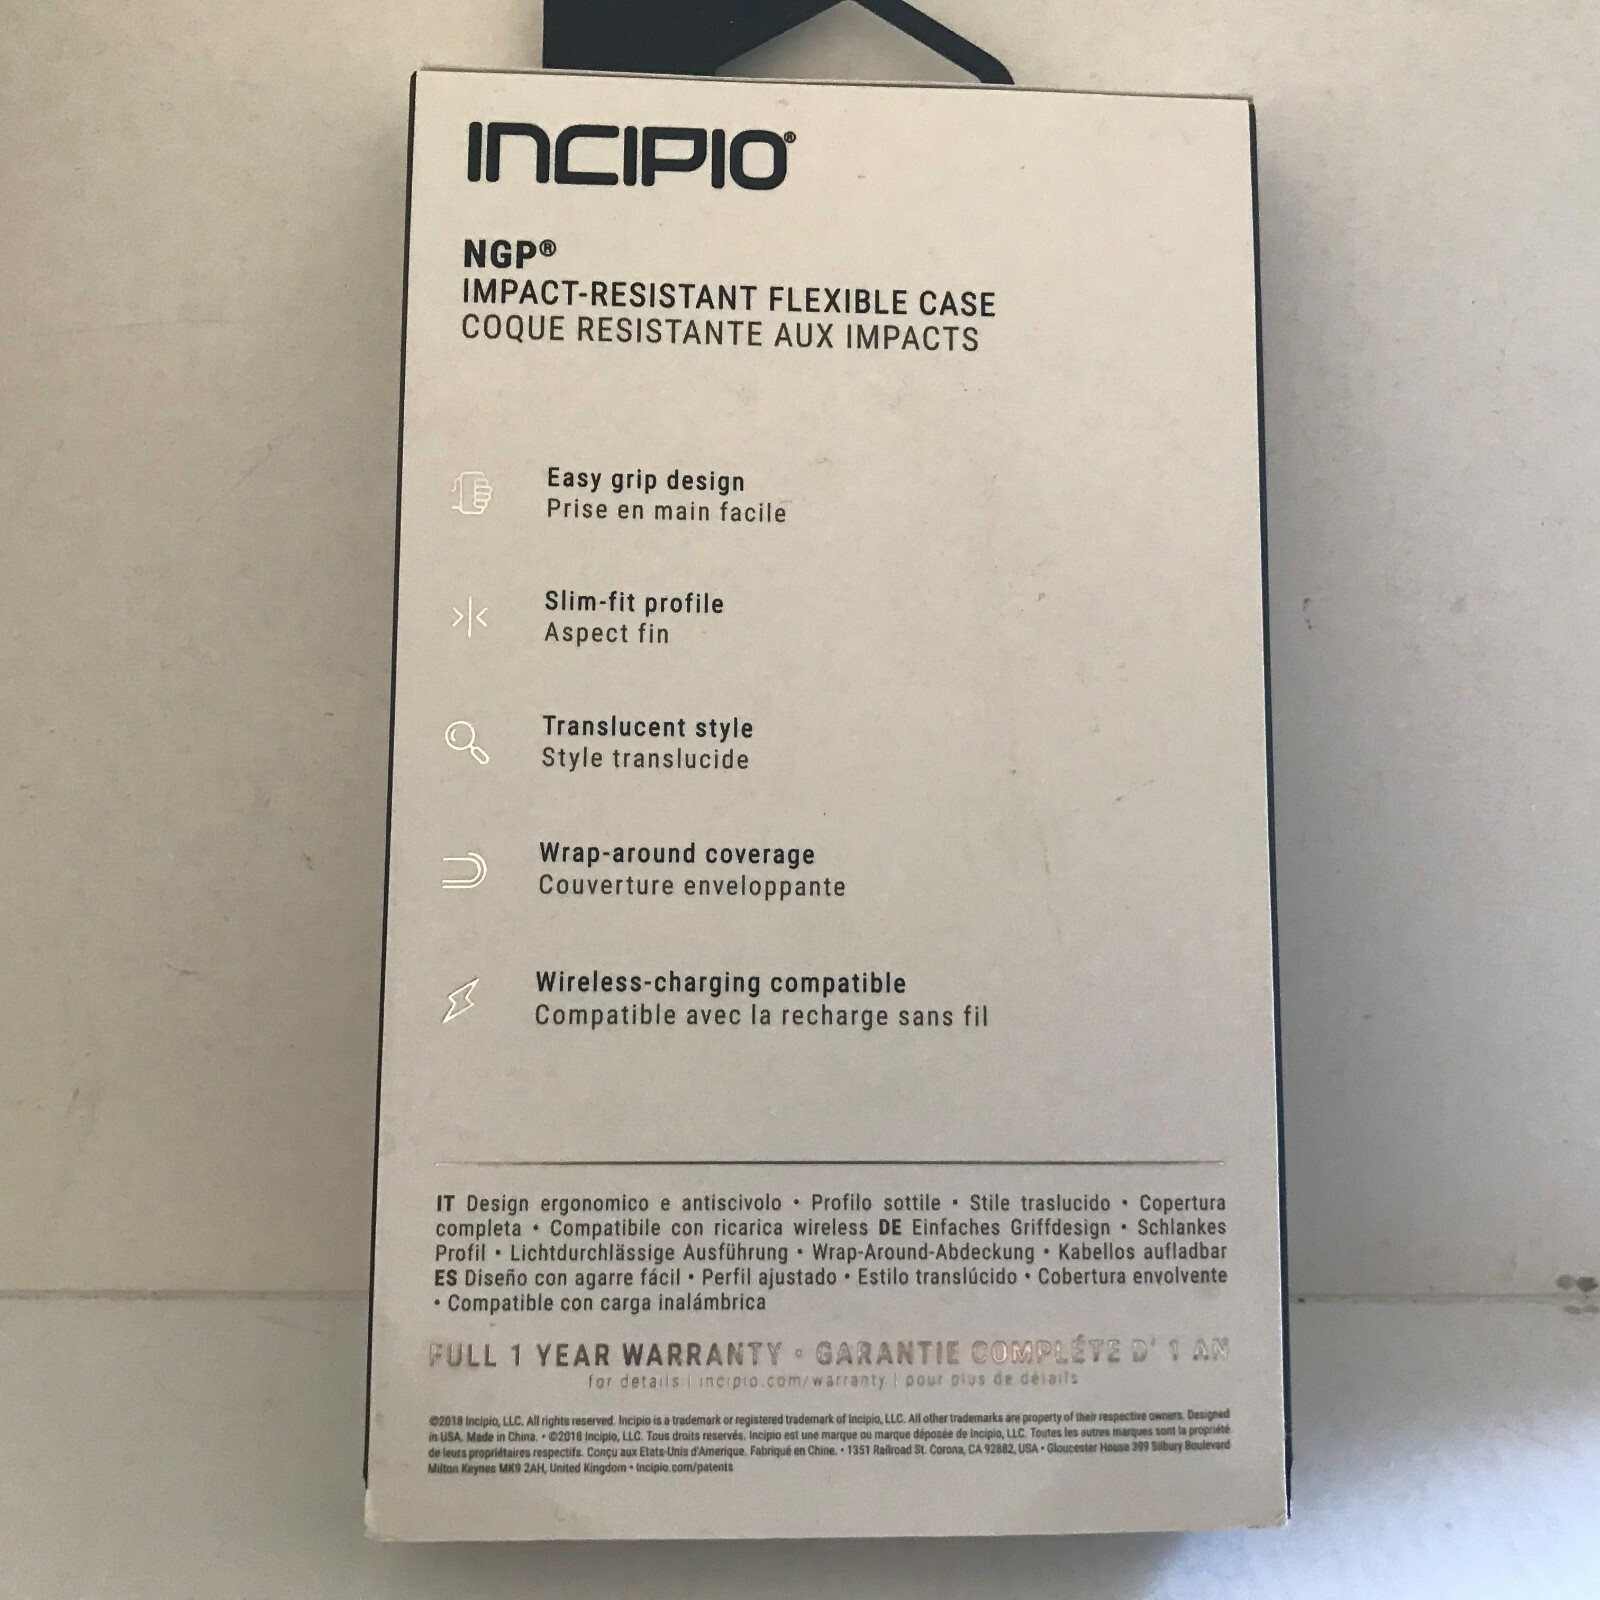 INCIPIO®
NGP®
IMPACT-RESISTANT FLEXIBLE CASE
COQUE RESISTANTE AUX IMPACTS
Easy grip design
Prise en main facile
Slim-fit profile
Aspect fin
Translucent style
Style translucide
Wrap-around coverage
Couverture enveloppante
Wireless-charging compatible
Compatible avec la recharge sans fil
IT Design ergonomico e antiscivolo • Profilo sottile • Stile traslucido • Copertura
completa • Compatibile con ricarica wireless DE Einfaches Griffdesign • Schlankes
Profil • Lichtdurchlässige Ausführung • Wrap-Around-Abdeckung • Kabellos aufladbar
ES Diseño con agarre fácil • Perfil ajustado • Estilo translúcido • Cobertura envolvente
• Compatible con carga inalámbrica
FULL 1 YEAR WARRANTY • GARANTIE COMPLÉTE D' 1 AN
for details | incipio.com/warranty | pour plus de détails
©2018 Incipio, LLC. All rights reserved. Incipio is a trademark or registered trademark of Incipio, LLC. All other trademarks are property of their respective owners. Designed
in USA. Made in China. • ©2018 Incipio, LLC. Tous droits reservés. Incipio est une marque ou marque déposée de Incipio, LLC. Toutes les autres marques sont la propriété
de leurs propriétaires respectifs. Conçu aux Etats-Unis d'Amerique. Fabriqué en Chine. • 1351 Railroad St. Corona, CA 92882, USA • Gloucester House 399 Silbury Boulevard
Milton Keynes MK9 2AH, United Kingdom • Incipio.com/patents